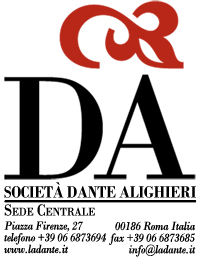 DA
SOCIETÀ DANTE ALIGHIERI
SEDE CENTRALE
Piazza Firenze, 27 00186 Roma Italia
telefono +39 06 6873694 fax +39 06 6873685
www.ladante.it info@ladante.it